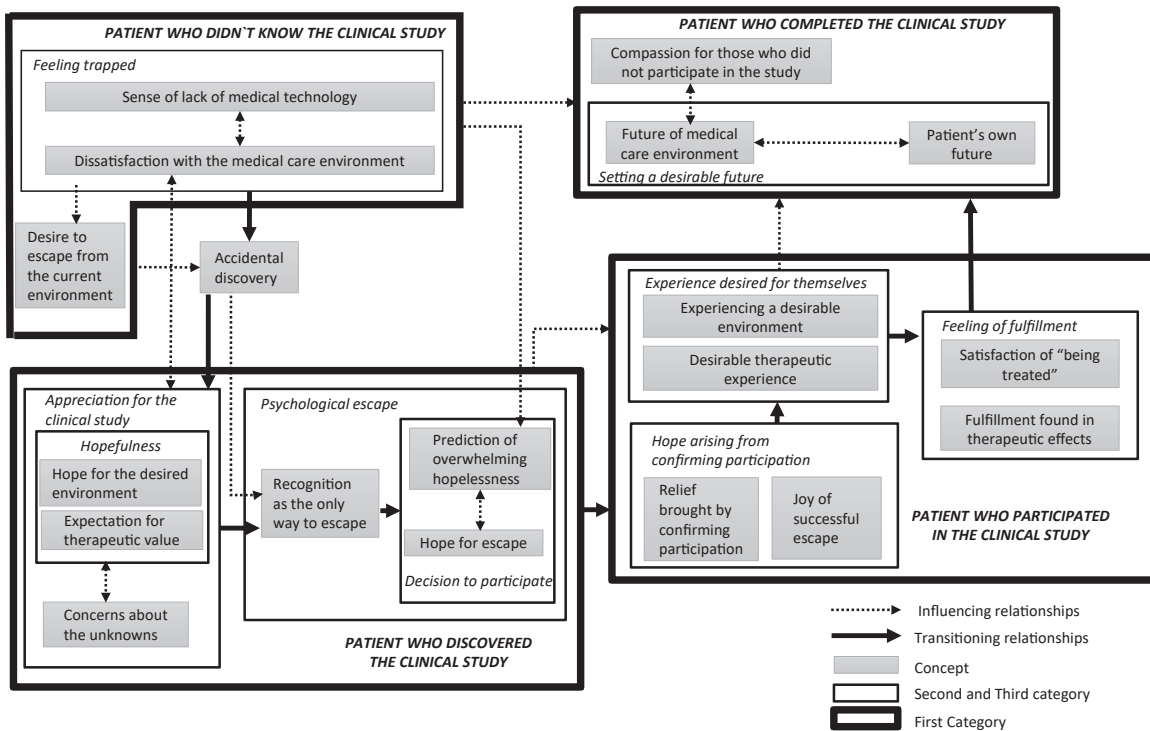 PATIENT WHO DIDN`T KNOW THE CLINICAL STUDY
Feeling trapped
Sense of lack of medical technology
Dissatisfaction with the medical care environment
Desire to
escape from
the current
environment
Accidental
discovery
PATIENT WHO COMPLETED THE CLINICAL STUDY
Compassion for those who did
not participate in the study
Future of medical
care environment
Patient's own
future
Setting a desirable future
Appreciation for the
clinical study
Hopefulness
Hope for the desired
environment
Expectation for
therapeutic value
Concerns about
the unknowns
Psychological escape
Recognition
as the only
way to escape
Prediction of
overwhelming
hopelessness
Hope for escape
Decision to participate
PATIENT WHO DISCOVERED
THE CLINICAL STUDY
Experience desired for themselves
Experiencing a desirable
environment
Desirable therapeutic
experience
Hope arising from
confirming participation
Relief
brought by
confirming
participation
Joy of
successful
escape
Feeling of fulfillment
Satisfaction of “being
treated”
Fulfillment found in
therapeutic effects
PATIENT WHO PARTICIPATED
IN THE CLINICAL STUDY
Influencing relationships
Transitioning relationships
Concept
Second and Third category
First Category